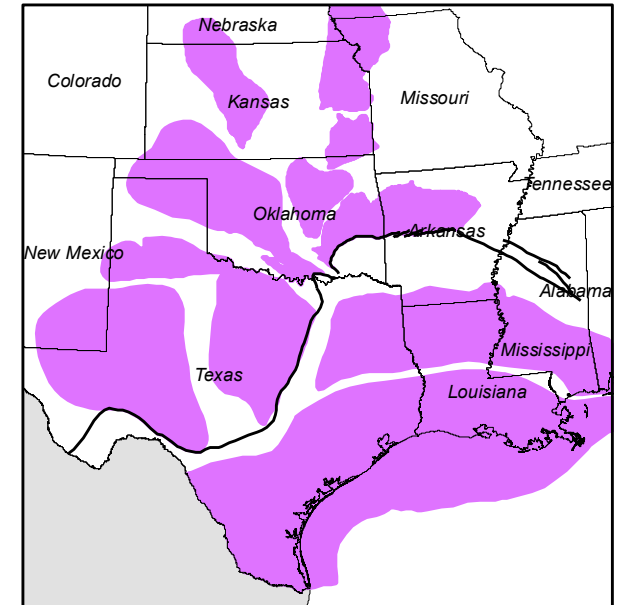 Nebraska
Colorado
Kansas
Missouri
Tennessee
Oklahoma
Arkansas
New Mexico
Alabama
Mississippi
Texas
Louisiana